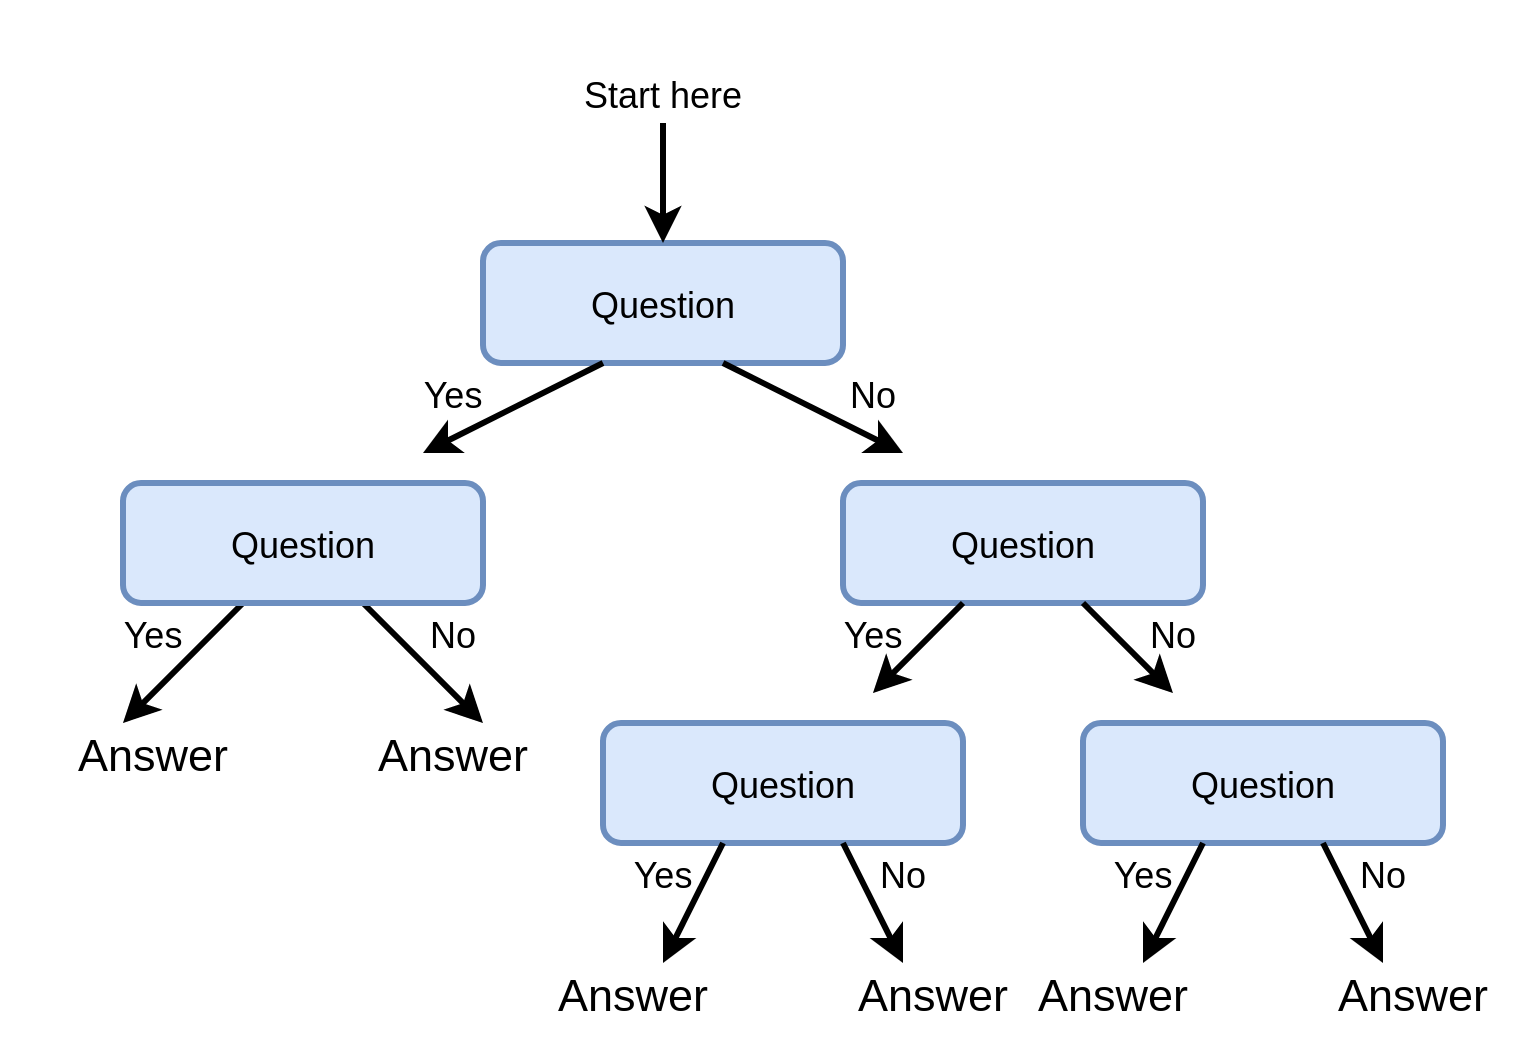 Start here
Question
Yes
No
Question
Question
Yes
No
Yes
No
Answer
Answer
Question
Question
Yes
No
Yes
No
Answer
Answer
Answer
Answer